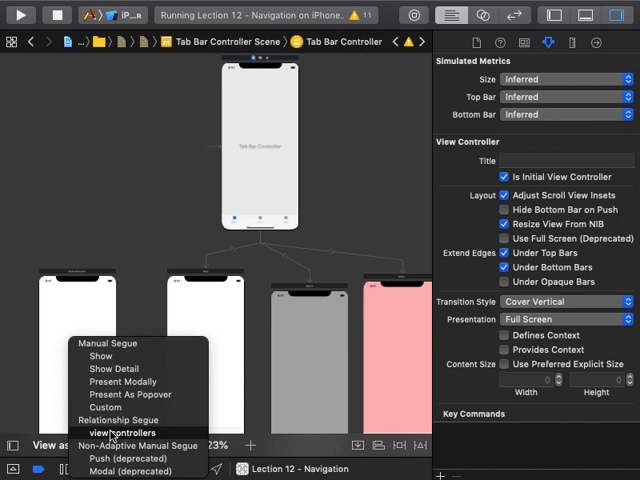 iP...
Running Lection 12 - Navigation on iPhone..
11
...
Tab Bar Controller Scene
Tab Bar Controller
Simulated Metrics
Size
Inferred
Top Bar
Inferred
Bottom Bar
Inferred
View Controller
Title
Is Initial View Controller
Layout
Adjust Scroll View Insets
Hide Bottom Bar on Push
Resize View From NIB
Use Full Screen (Deprecated)
Extend Edges
Under Top Bars
Under Bottom Bars
Under Opaque Bars
Transition Style
Cover Vertical
Presentation
Full Screen
Defines Context
Provides Context
Content Size
Use Preferred Explicit Size
0
0
Width
Height
Key Commands
Tab Bar Controller
Manual Segue
Show
Show Detail
Present Modally
Present As Popover
Custom
Relationship Segue
view controllers
Non-Adaptive Manual Segue
Push (deprecated)
Modal (deprecated)
View as
23%
Lection 12 - Navigation